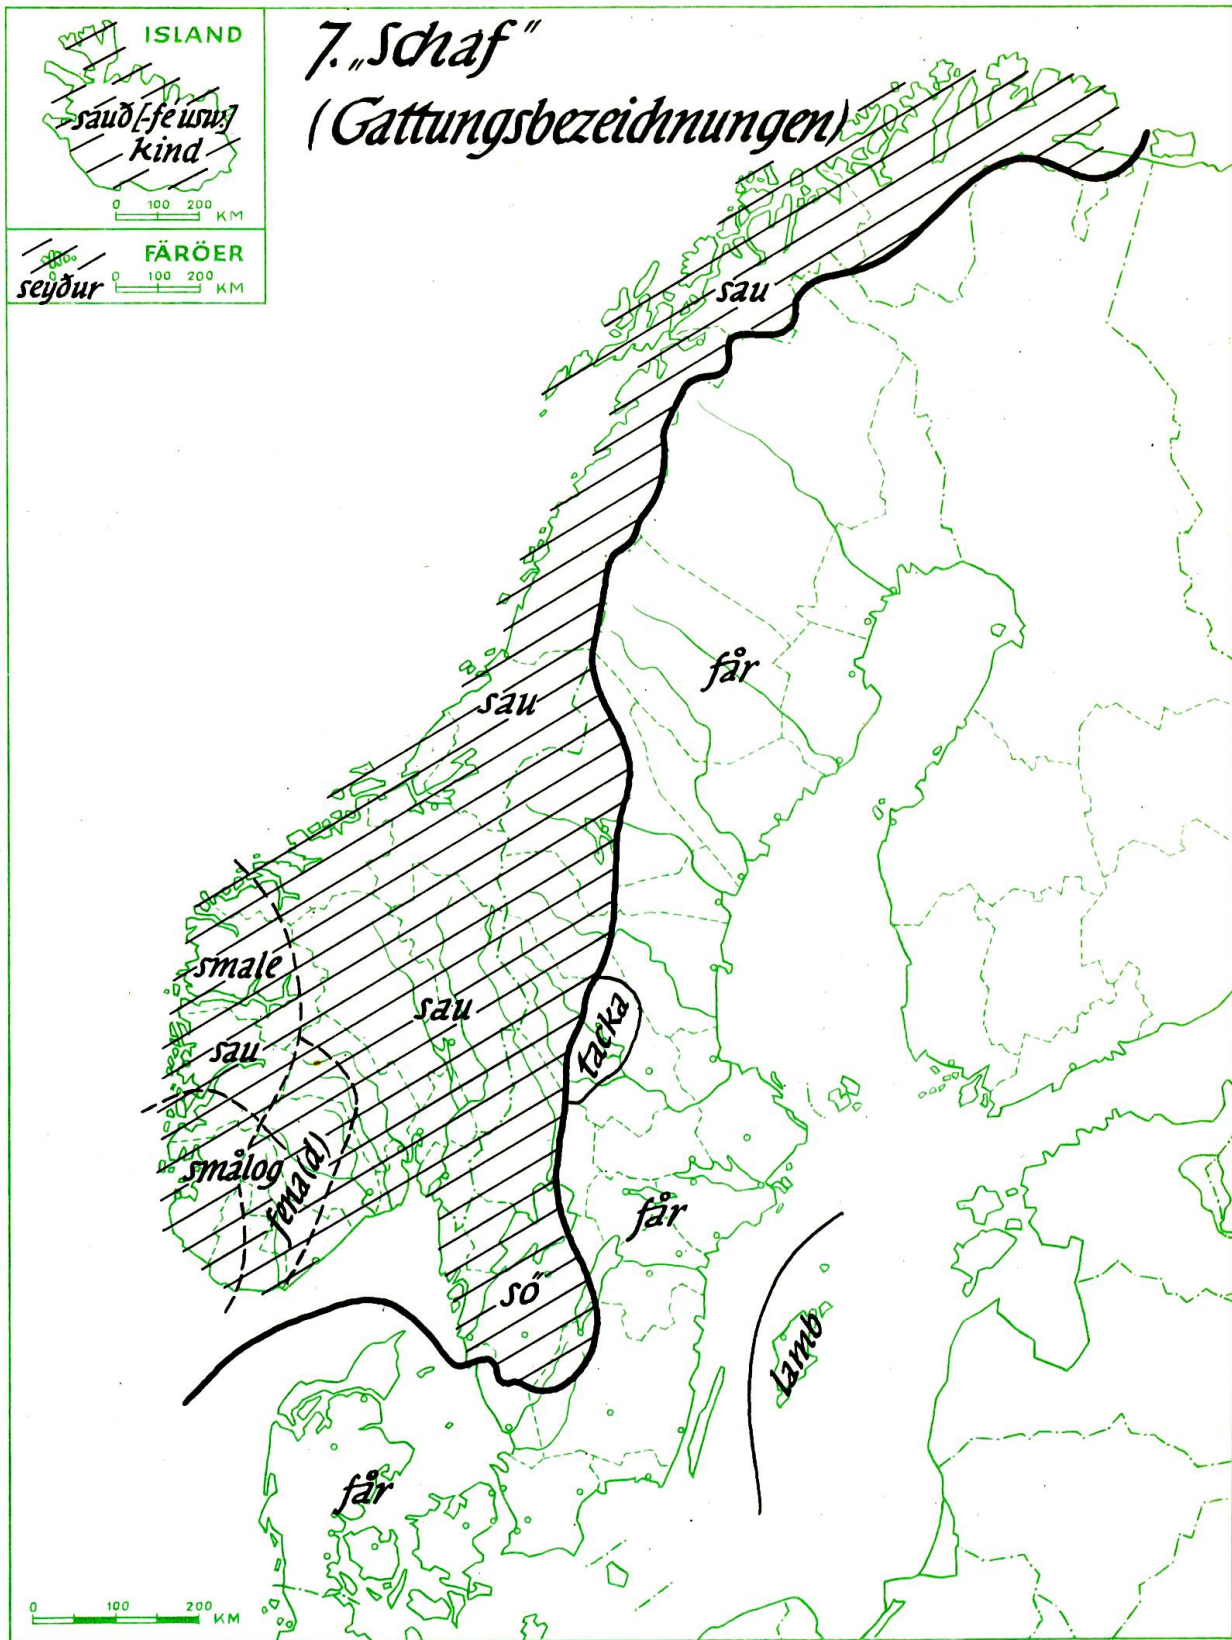 7. „Schaf"
(Gattungsbezeichnungen)
ISLAND
sauð [-fé usw.]
kind
0 100 200 KM
FÄRÖER
seyður
0 100 200 KM
sau
får
sau
smale
sau
tacka
sau
smålog
fena(d)
får
sö
lamb
får
0 100 200 KM